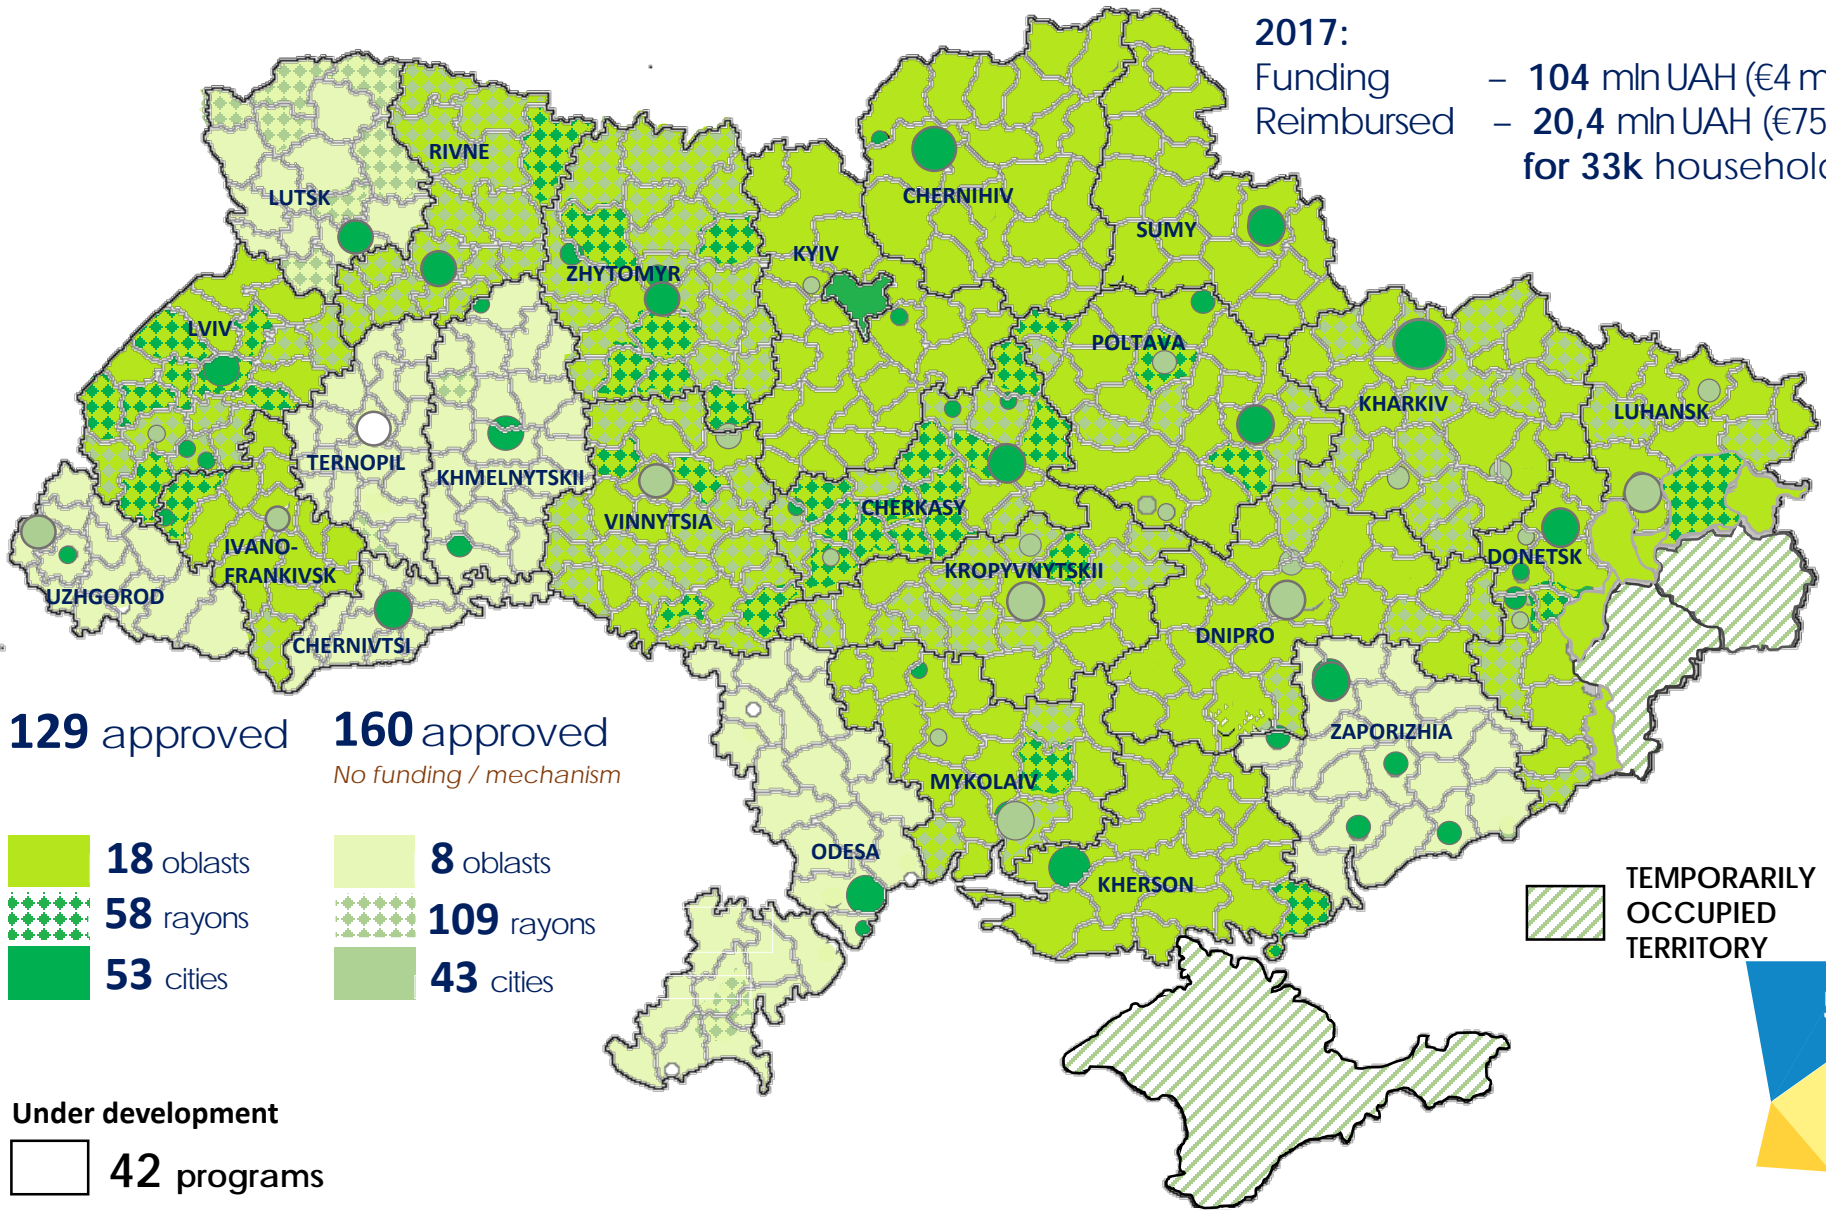 2017:
Funding – 104 mln UAH (€4 m
Reimbursed – 20,4 mln UAH (€75
for 33k househol
RIVNE
LUTSK
CHERNIHIV
SUMY
KYIV
ZHYTOMYR
LVIV
POLTAVA
KHARKIV
LUHANSK
TERNOPIL
KHMELNYTSKII
VINNYTSIA
CHERKASY
IVANO-
FRANKIVSK
DONETSK
KROPYVNYTSKII
UZHGOROD
CHERNIVTSI
DNIPRO
ZAPORIZHIA
MYKOLAIV
ODESA
KHERSON
129 approved
18 oblasts
58 rayons
53 cities
160 approved
No funding / mechanism
8 oblasts
109 rayons
43 cities
TEMPORARILY
OCCUPIED
TERRITORY
Under development
42 programs